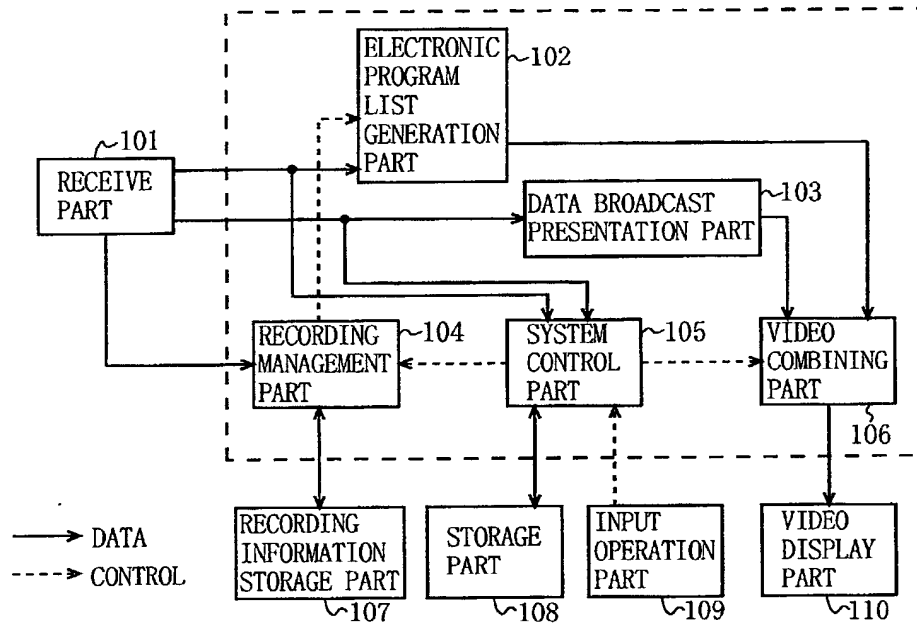 ELECTRONIC
PROGRAM
LIST
GENERATION
PART
102
101
RECEIVE
PART
103
DATA BROADCAST
PRESENTATION PART
RECORDING
MANAGEMENT
PART
104
SYSTEM
CONTROL
PART
105
VIDEO
COMBINING
PART
106
RECORDING
INFORMATION
STORAGE PART
107
STORAGE
PART
108
INPUT
OPERATION
PART
109
VIDEO
DISPLAY
PART
110
DATA
CONTROL